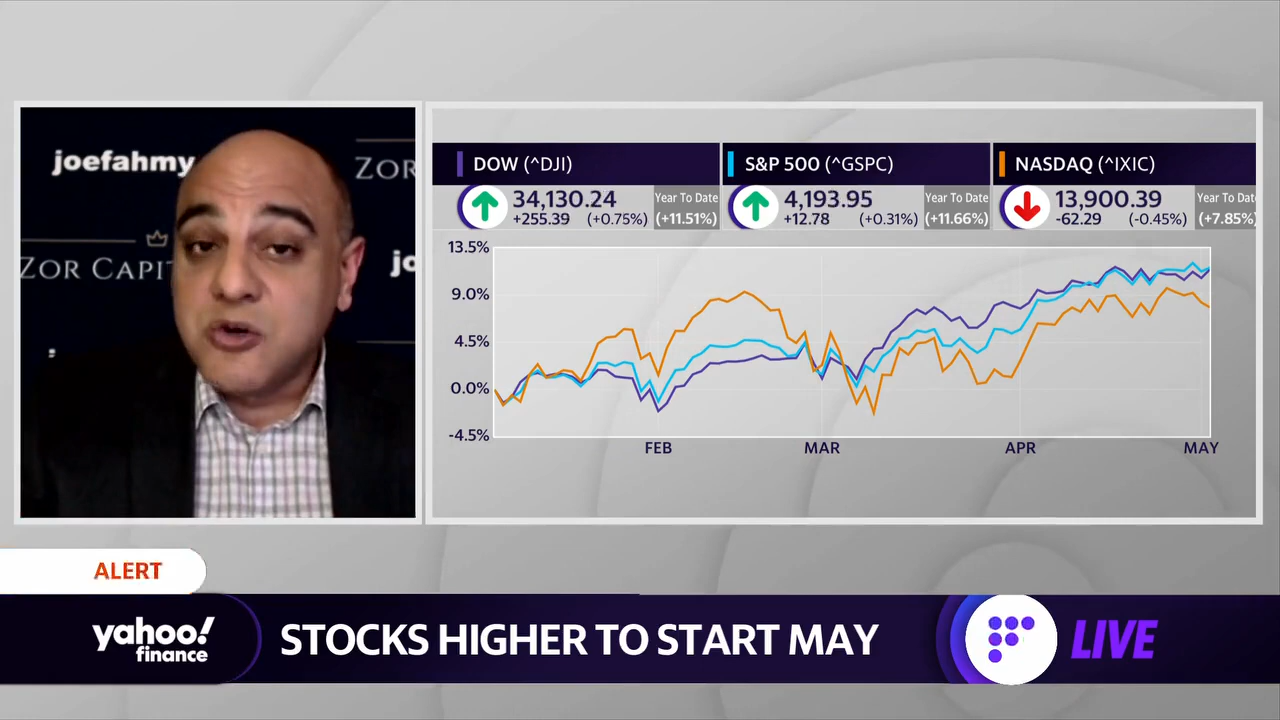 joefahmy
ZOR
ZOR CAPIT
jo
j
DOW (^DJI)
34,130.24
+255.39 (+0.75%)
Year To Date
(+11.51%)
S&P 500 (^GSPC)
4,193.95
+12.78 (+0.31%)
Year To Date
(+11.66%)
NASDAQ (^IXIC)
13,900.39
-62.29 (-0.45%)
Year To Date
(+7.85%)
13.5%
9.0%
4.5%
0.0%
-4.5%
FEB MAR APR MAY
ALERT
yahoo!
finance
STOCKS HIGHER TO START MAY
LIVE